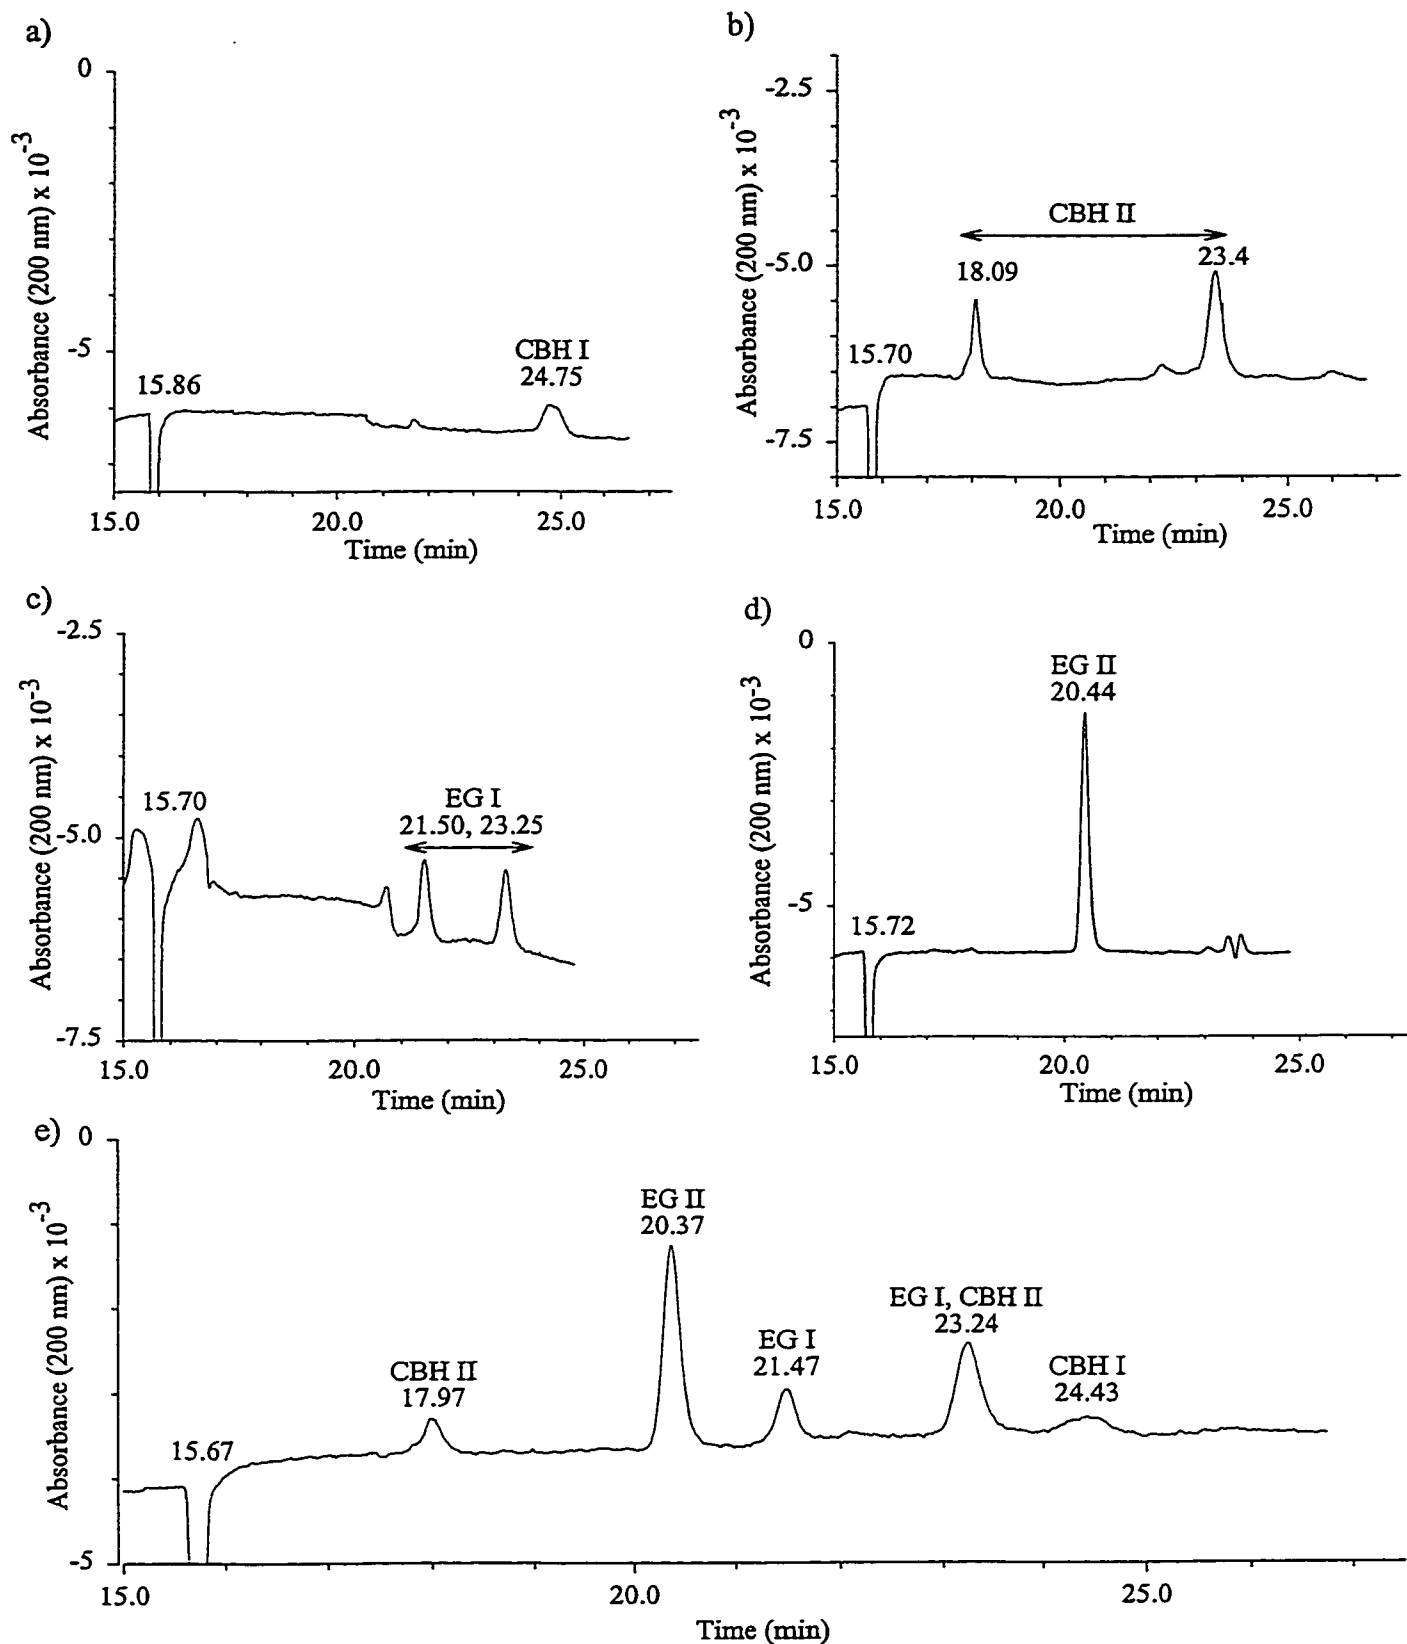 a)
0
-5
Absorbance (200 nm) x 10⁻³
15.86
CBH I
24.75
15.0
20.0
25.0
Time (min)
b)
-2.5
-5.0
-7.5
Absorbance (200 nm) x 10⁻³
CBH II
15.70
18.09
23.4
15.0
20.0
25.0
Time (min)
c)
-2.5
-5.0
-7.5
Absorbance (200 nm) x 10⁻³
15.70
EG I
21.50, 23.25
15.0
20.0
25.0
Time (min)
d)
0
-5
Absorbance (200 nm) x 10⁻³
15.72
EG II
20.44
15.0
20.0
25.0
Time (min)
e)
0
-5
Absorbance (200 nm) x 10⁻³
15.67
CBH II
17.97
EG II
20.37
EG I
21.47
EG I, CBH II
23.24
CBH I
24.43
15.0
20.0
25.0
Time (min)